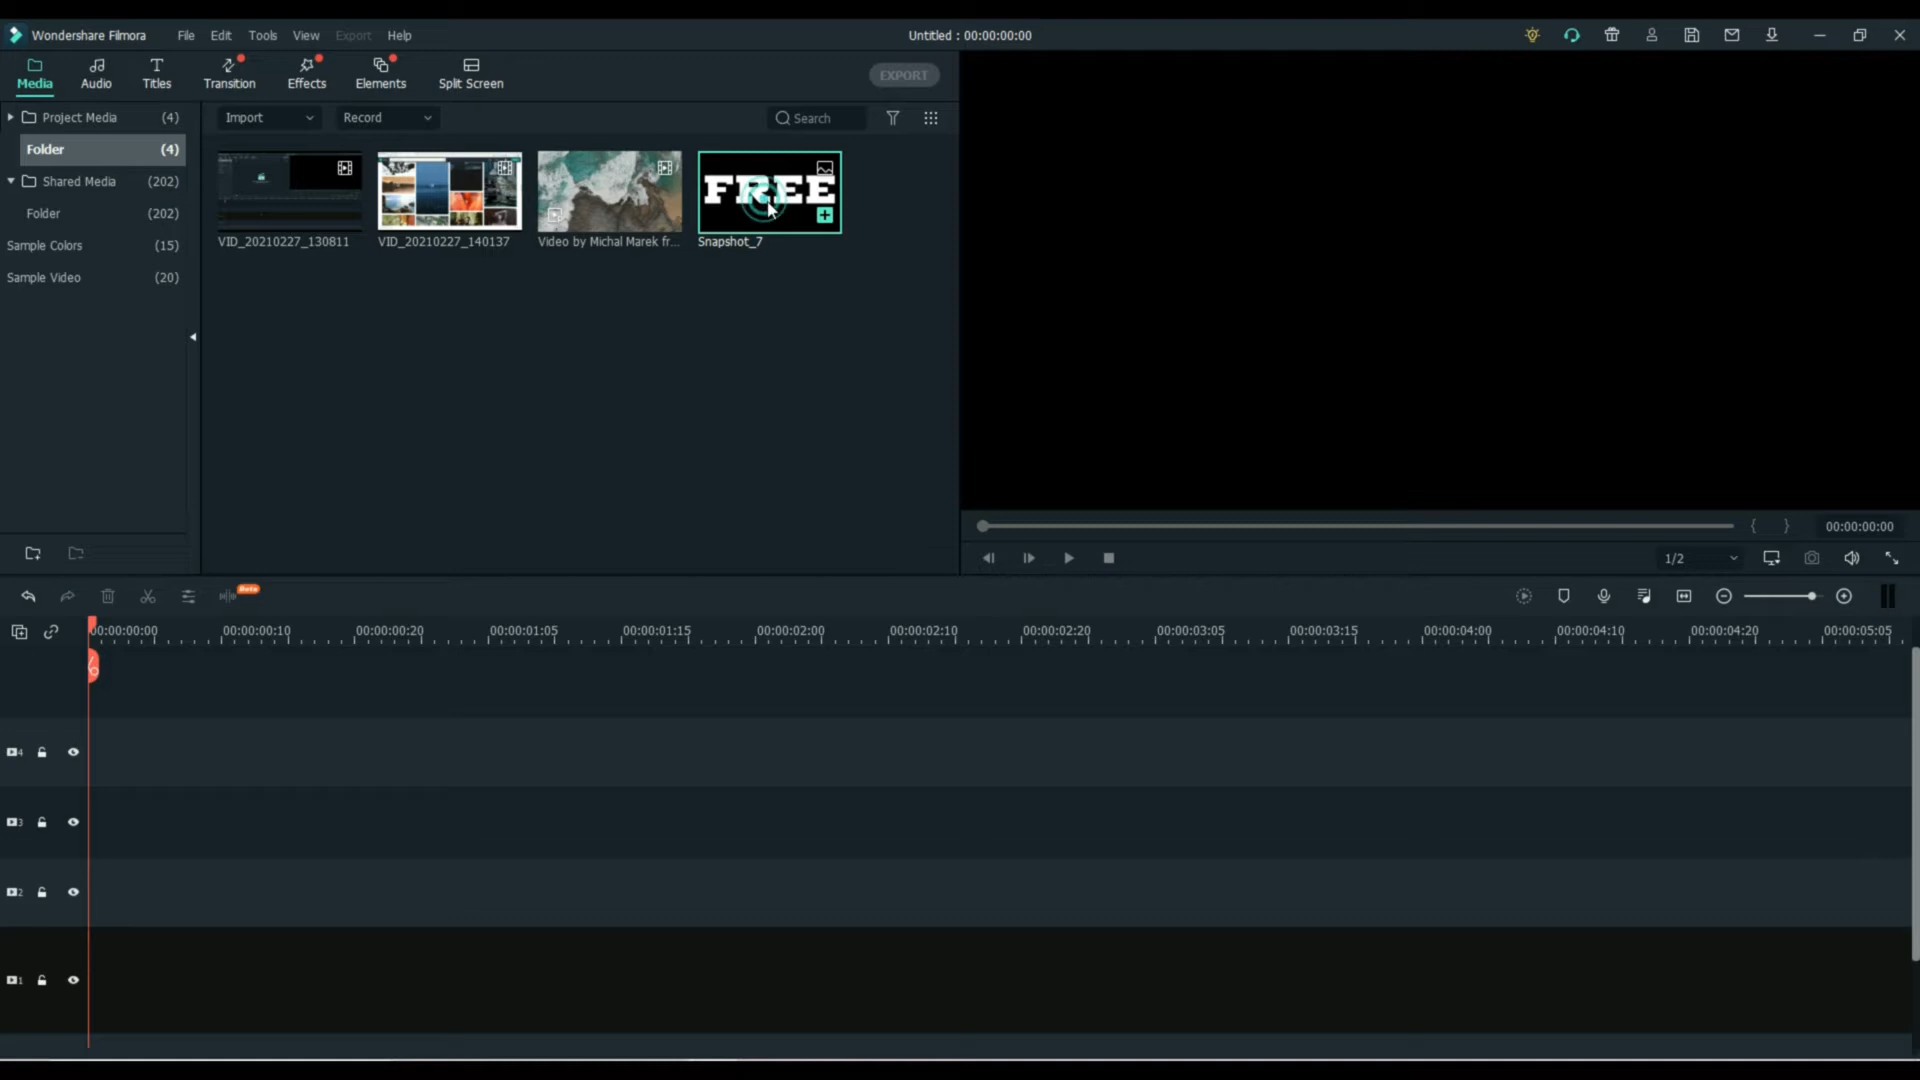 Wondershare Filmora File Edit Tools View Export Help Untitled : 00:00:00:00
Media Audio Titles Transition Effects Elements Split Screen EXPORT
Project Media (4)
Folder (4)
Shared Media (202)
Folder (202)
Sample Colors (15)
Sample Video (20)
Import Record Search
FREE
VID_20210227_130811 VID_20210227_140137 Video by Michal Marek fr... Snapshot_7
{ } 00:00:00:00
1/2
Beta
00:00:00:00 00:00:00:10 00:00:00:20 00:00:01:05 00:00:01:15 00:00:02:00 00:00:02:10 00:00:02:20 00:00:03:05 00:00:03:15 00:00:04:00 00:00:04:10 00:00:04:20 00:00:05:05
4
3
2
1